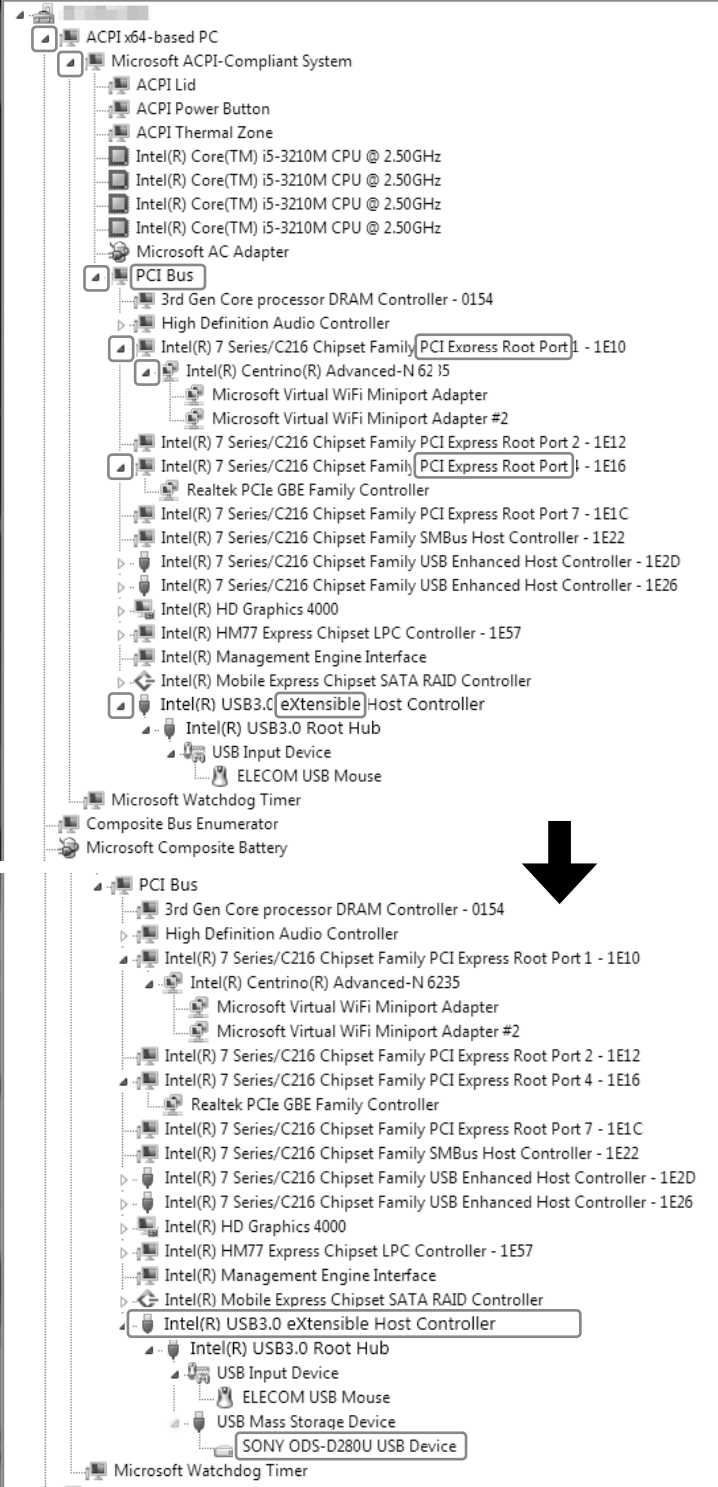 ACPI x64-based PC
Microsoft ACPI-Compliant System
ACPI Lid
ACPI Power Button
ACPI Thermal Zone
Intel(R) Core(TM) i5-3210M CPU @ 2.50GHz
Intel(R) Core(TM) i5-3210M CPU @ 2.50GHz
Intel(R) Core(TM) i5-3210M CPU @ 2.50GHz
Intel(R) Core(TM) i5-3210M CPU @ 2.50GHz
Microsoft AC Adapter
PCI Bus
3rd Gen Core processor DRAM Controller - 0154
High Definition Audio Controller
Intel(R) 7 Series/C216 Chipset Family PCI Express Root Port 1 - 1E10
Intel(R) Centrino(R) Advanced-N 6235
Microsoft Virtual WiFi Miniport Adapter
Microsoft Virtual WiFi Miniport Adapter #2
Intel(R) 7 Series/C216 Chipset Family PCI Express Root Port 2 - 1E12
Intel(R) 7 Series/C216 Chipset Family PCI Express Root Port 4 - 1E16
Realtek PCIe GBE Family Controller
Intel(R) 7 Series/C216 Chipset Family PCI Express Root Port 7 - 1E1C
Intel(R) 7 Series/C216 Chipset Family SMBus Host Controller - 1E22
Intel(R) 7 Series/C216 Chipset Family USB Enhanced Host Controller - 1E2D
Intel(R) 7 Series/C216 Chipset Family USB Enhanced Host Controller - 1E26
Intel(R) HD Graphics 4000
Intel(R) HM77 Express Chipset LPC Controller - 1E57
Intel(R) Management Engine Interface
Intel(R) Mobile Express Chipset SATA RAID Controller
Intel(R) USB3.0 eXtensible Host Controller
Intel(R) USB3.0 Root Hub
USB Input Device
ELECOM USB Mouse
Microsoft Watchdog Timer
Composite Bus Enumerator
Microsoft Composite Battery
PCI Bus
3rd Gen Core processor DRAM Controller - 0154
High Definition Audio Controller
Intel(R) 7 Series/C216 Chipset Family PCI Express Root Port 1 - 1E10
Intel(R) Centrino(R) Advanced-N 6235
Microsoft Virtual WiFi Miniport Adapter
Microsoft Virtual WiFi Miniport Adapter #2
Intel(R) 7 Series/C216 Chipset Family PCI Express Root Port 2 - 1E12
Intel(R) 7 Series/C216 Chipset Family PCI Express Root Port 4 - 1E16
Realtek PCIe GBE Family Controller
Intel(R) 7 Series/C216 Chipset Family PCI Express Root Port 7 - 1E1C
Intel(R) 7 Series/C216 Chipset Family SMBus Host Controller - 1E22
Intel(R) 7 Series/C216 Chipset Family USB Enhanced Host Controller - 1E2D
Intel(R) 7 Series/C216 Chipset Family USB Enhanced Host Controller - 1E26
Intel(R) HD Graphics 4000
Intel(R) HM77 Express Chipset LPC Controller - 1E57
Intel(R) Management Engine Interface
Intel(R) Mobile Express Chipset SATA RAID Controller
Intel(R) USB3.0 eXtensible Host Controller
Intel(R) USB3.0 Root Hub
USB Input Device
ELECOM USB Mouse
USB Mass Storage Device
SONY ODS-D280U USB Device
Microsoft Watchdog Timer